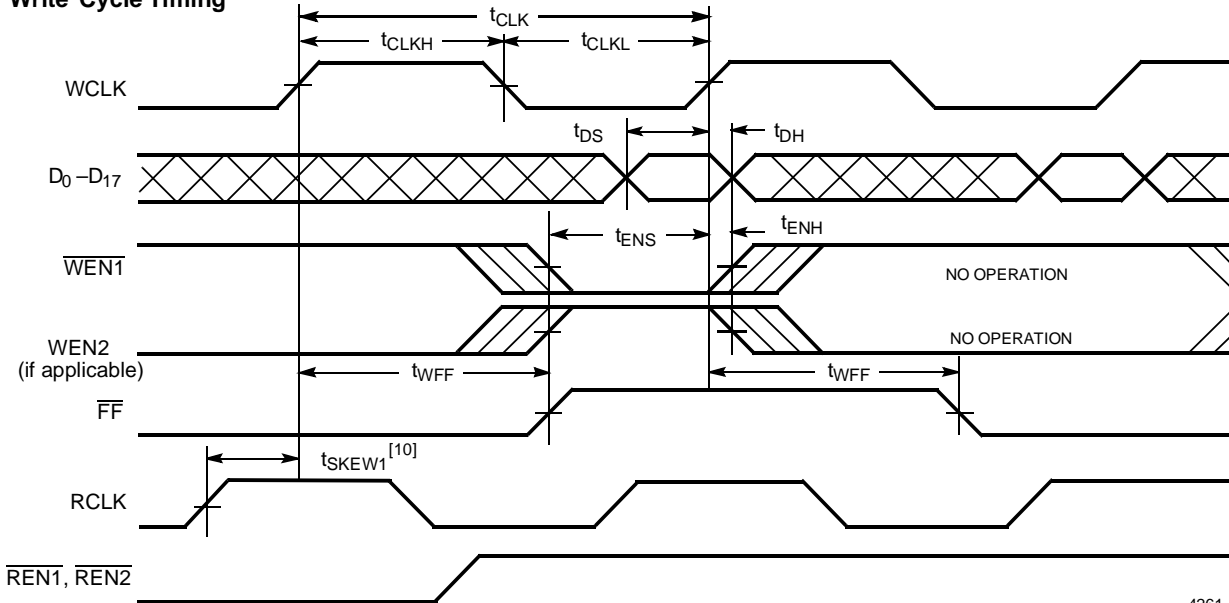 Write Cycle Timing
tCLK
tCLKH
tCLKL
WCLK
tDS
tDH
D0 –D17
tENS
tENH
WEN1
NO OPERATION
WEN2
(if applicable)
NO OPERATION
tWFF
tWFF
FF
tSKEW1[10]
RCLK
REN1, REN2